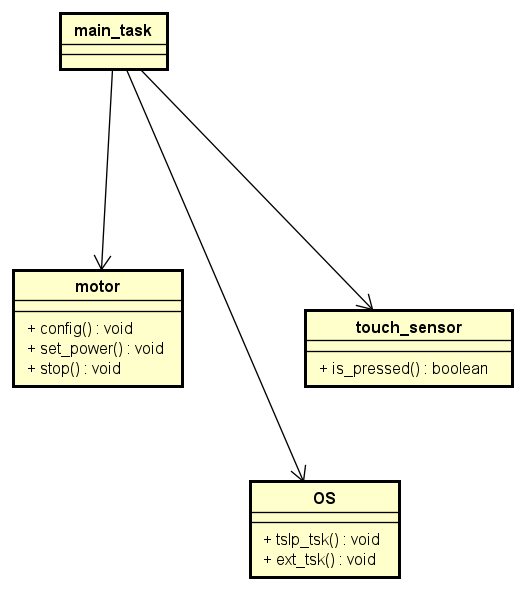 main_task
motor
+ config() : void
+ set_power() : void
+ stop() : void
touch_sensor
+ is_pressed() : boolean
OS
+ tslp_tsk() : void
+ ext_tsk() : void